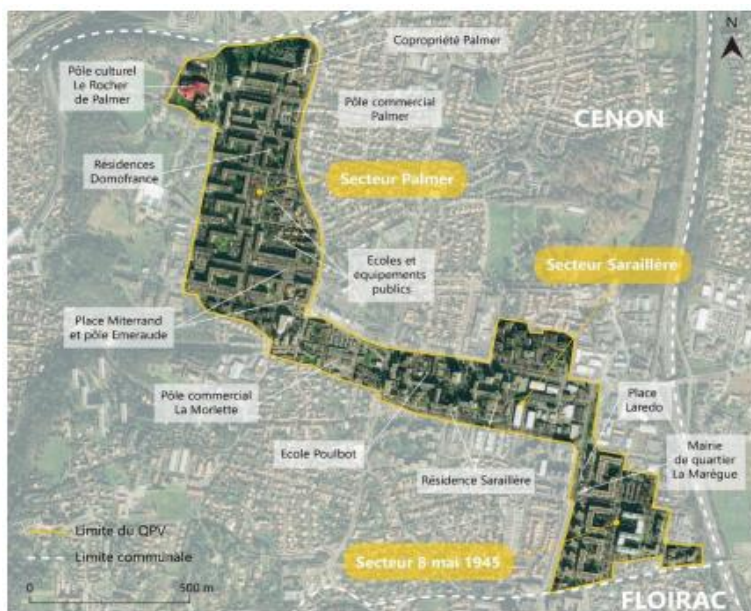 N
Copropriété Palmer
Pôle culturel
Le Rocher
de Palmer
Pôle commercial
Palmer
CENON
Résidences
Domofrance
Secteur Palmer
Secteur Saraillère
Ecoles et
équipements
publics
Place Miterrand
et pôle Emeraude
Pôle commercial
La Morlette
Place
Laredo
Ecole Poulbot
Résidence Saraillère
Mairie
de quartier
La Marègue
Limite du QPV
Limite communale
Secteur 8 mai 1945
0 500 m
FLOIRAC